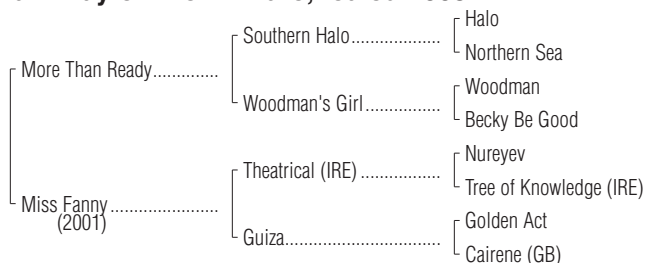 Halo
Southern Halo
Northern Sea
More Than Ready
Woodman
Woodman's Girl
Becky Be Good
Nureyev
Theatrical (IRE)
Tree of Knowledge (IRE)
Miss Fanny
(2001)
Golden Act
Guiza
Cairene (GB)